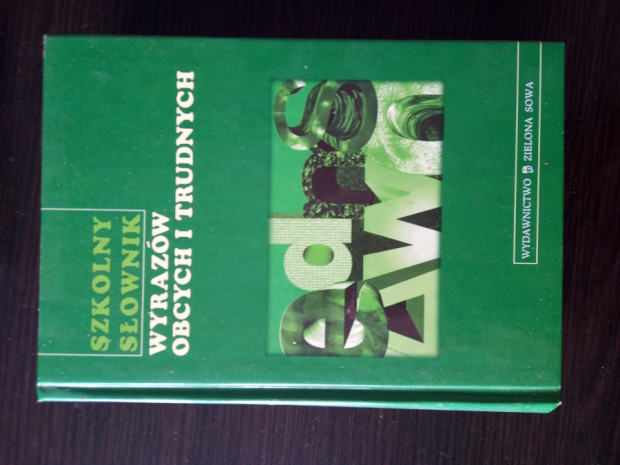 SZKOLNY
SŁOWNIK
WYRAZÓW
OBCYCH I TRUDNYCH
WYDAWNICTWO ZIELONA SOWA